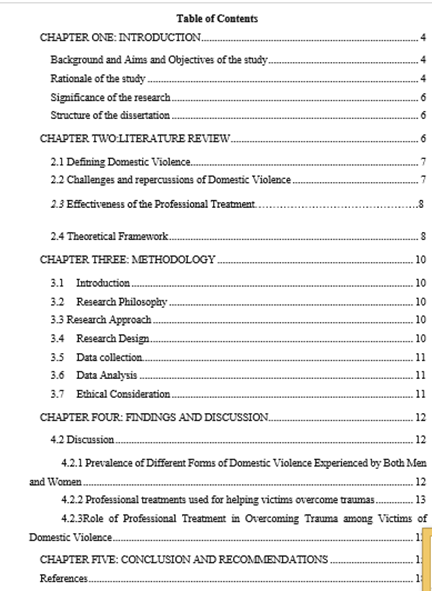 Table of Contents
CHAPTER ONE: INTRODUCTION.......... 4
Background and Aims and Objectives of the study.......... 4
Rationale of the study .......... 4
Significance of the research .......... 6
Structure of the dissertation .......... 6
CHAPTER TWO:LITERATURE REVIEW.......... 6
2.1 Defining Domestic Violence.......... 7
2.2 Challenges and repercussions of Domestic Violence .......... 7
2.3 Effectiveness of the Professional Treatment..........8
2.4 Theoretical Framework.......... 8
CHAPTER THREE: METHODOLOGY .......... 10
3.1 Introduction .......... 10
3.2 Research Philosophy .......... 10
3.3 Research Approach .......... 10
3.4 Research Design .......... 10
3.5 Data collection.......... 11
3.6 Data Analysis .......... 11
3.7 Ethical Consideration .......... 11
CHAPTER FOUR: FINDINGS AND DISCUSSION.......... 12
4.2 Discussion .......... 12
4.2.1 Prevalence of Different Forms of Domestic Violence Experienced by Both Men
and Women .......... 12
4.2.2 Professional treatments used for helping victims overcome traumas .......... 13
4.2.3Role of Professional Treatment in Overcoming Trauma among Victims of
Domestic Violence..........
CHAPTER FIVE: CONCLUSION AND RECOMMENDATIONS ..........
References..........